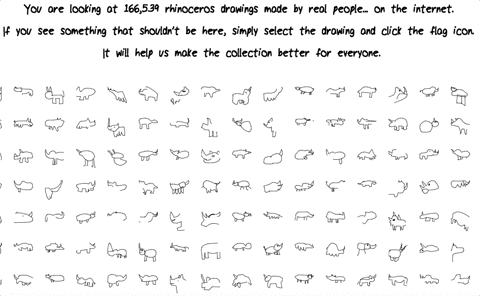 You are looking at 166,539 rhinoceros drawings made by real people... on the internet.
If you see something that shouldn't be here, simply select the drawing and click the flag icon.
It will help us make the collection better for everyone.